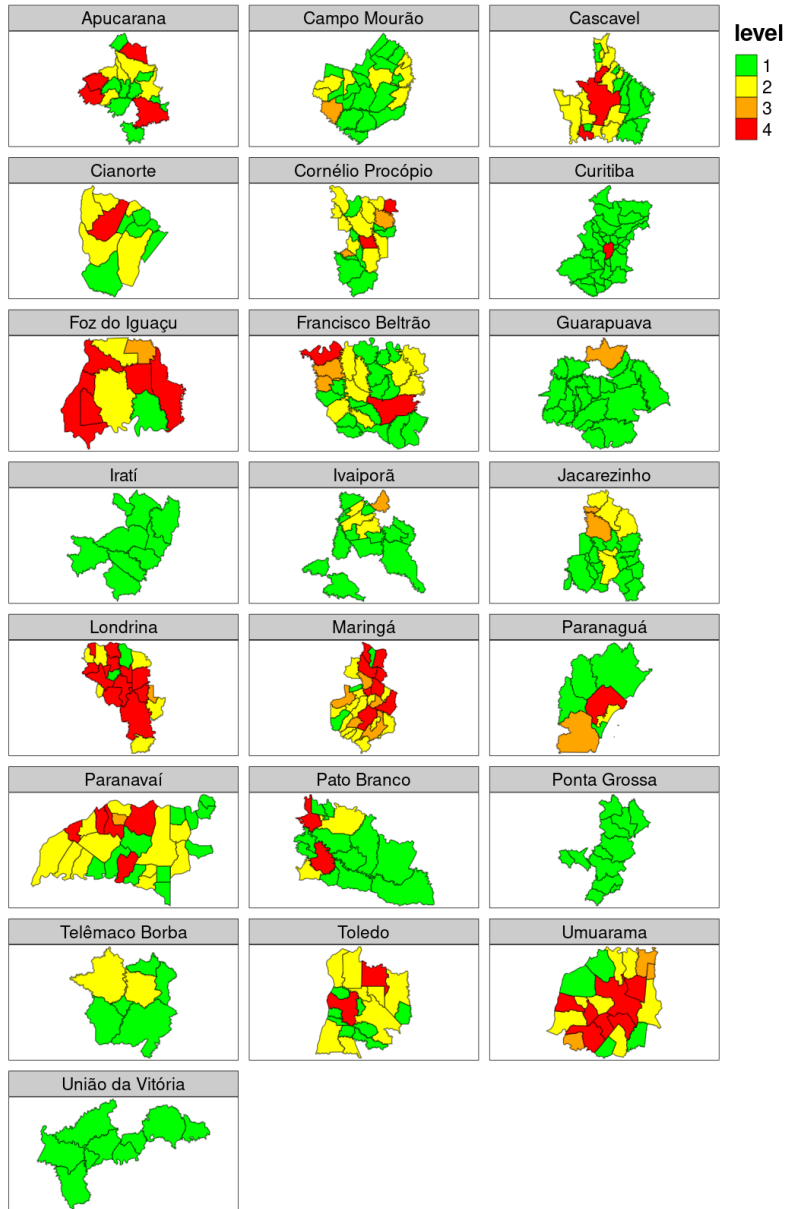 Apucarana
Campo Mourão
Cascavel
level
1
2
3
4
Cianorte
Cornélio Procópio
Curitiba
Foz do Iguaçu
Francisco Beltrão
Guarapuava
Iratí
Ivaiporã
Jacarezinho
Londrina
Maringá
Paranaguá
Paranavaí
Pato Branco
Ponta Grossa
Telêmaco Borba
Toledo
Umuarama
União da Vitória